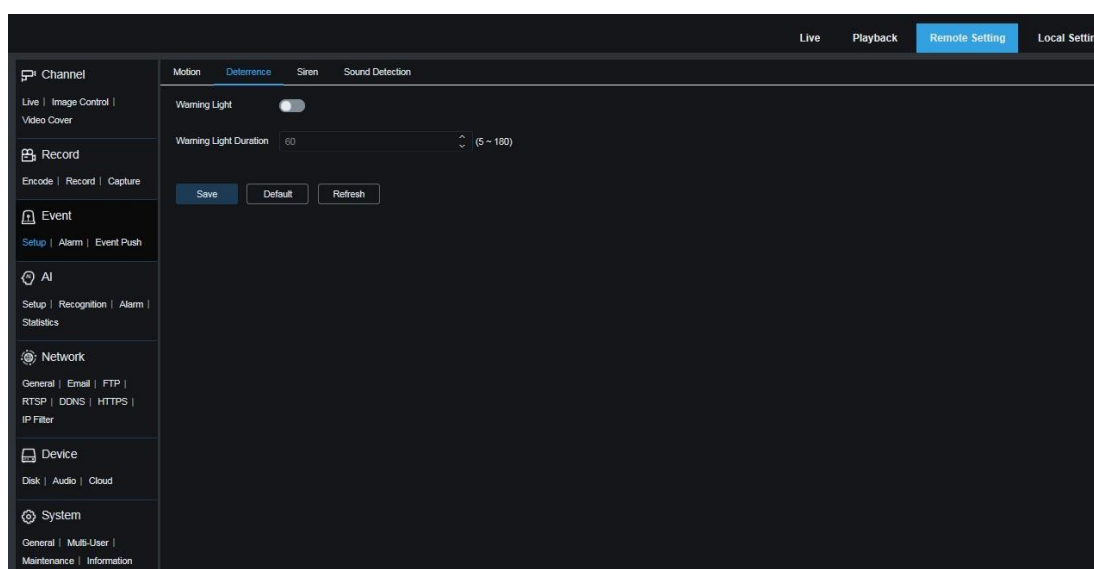 Live Playback Remote Setting Local Settin
Channel
Live | Image Control |
Video Cover
Record
Encode | Record | Capture
Event
Setup | Alarm | Event Push
AI
Setup | Recognition | Alarm |
Statistics
Network
General | Email | FTP |
RTSP | DDNS | HTTPS |
IP Filter
Device
Disk | Audio | Cloud
System
General | Multi-User |
Maintenance | Information
Motion Deterrence Siren Sound Detection
Warning Light
Warning Light Duration 60 (5 ~ 180)
Save Default Refresh